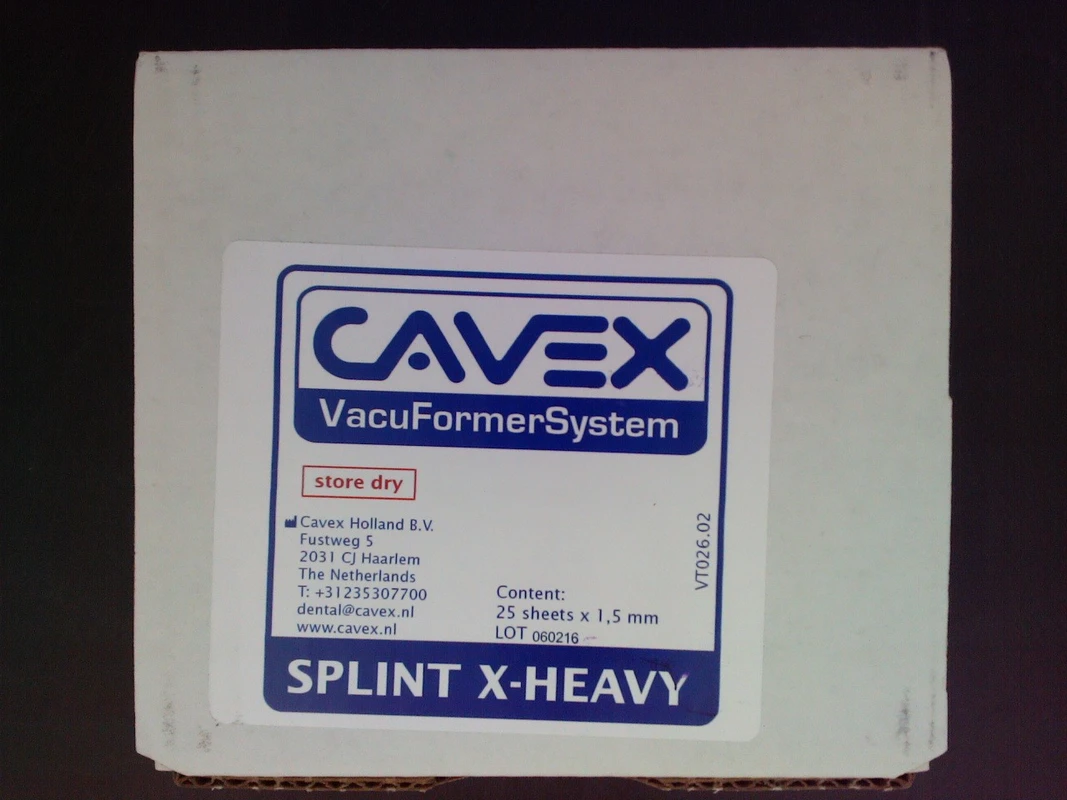 CAVEX
VacuFormerSystem
store dry
Cavex Holland B.V.
Fustweg 5
2031 CJ Haarlem
The Netherlands
T: +31235307700
dental@cavex.nl
www.cavex.nl
Content:
25 sheets x 1,5 mm
LOT 060216
VT026.02
SPLINT X-HEAVY